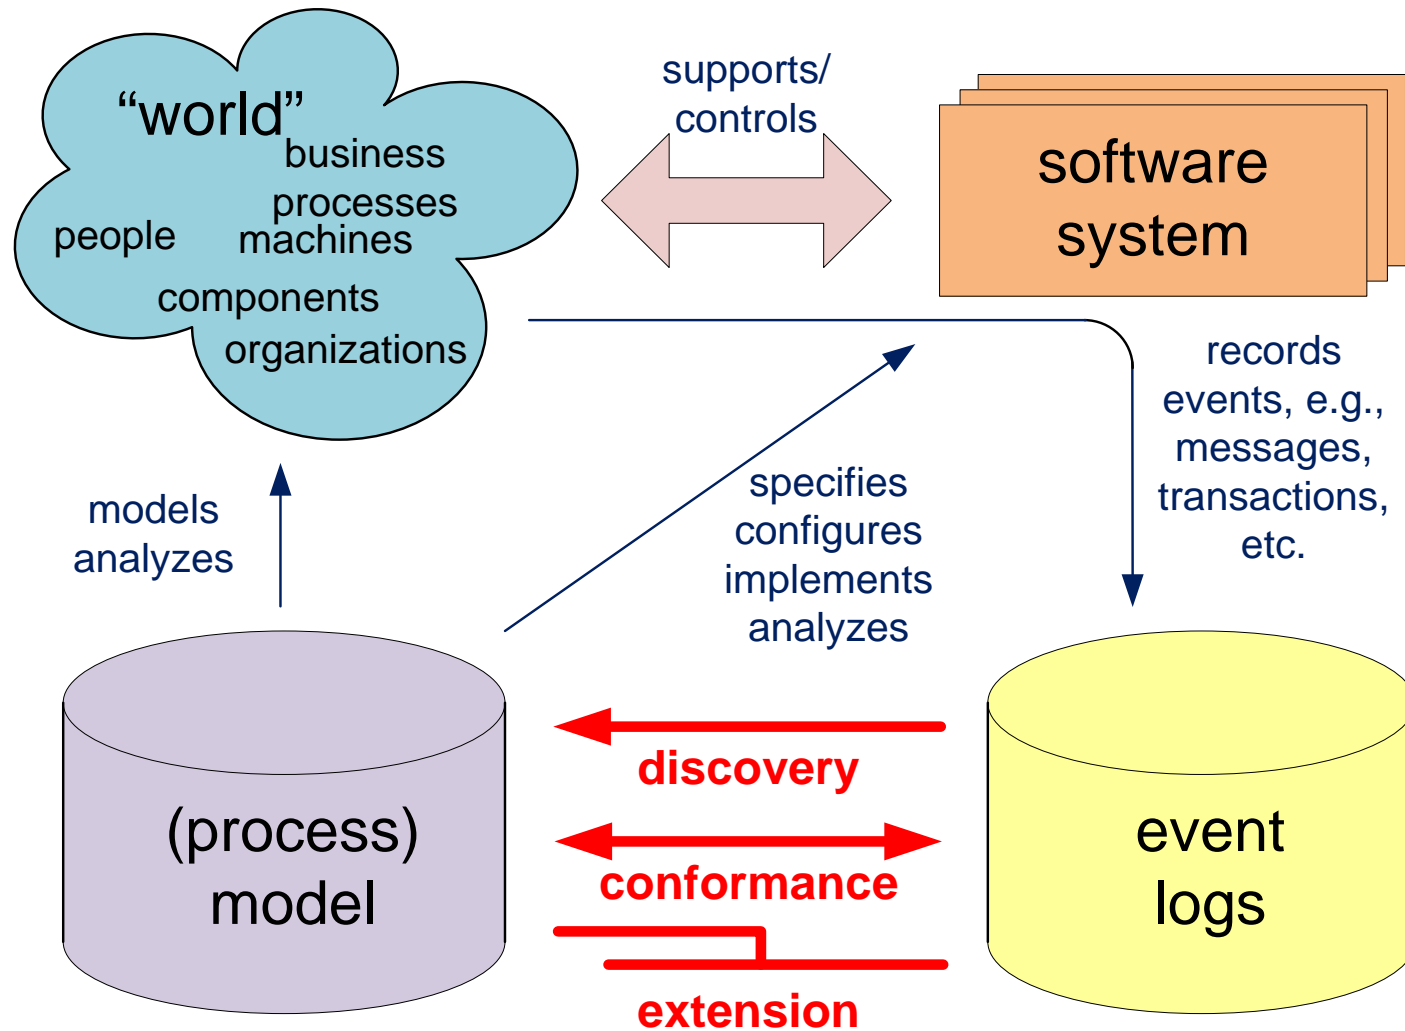 “world”
business
processes
people
machines
components
organizations
supports/
controls
software
system
records
events, e.g.,
messages,
transactions,
etc.
models
analyzes
specifies
configures
implements
analyzes
(process)
model
discovery
conformance
extension
event
logs